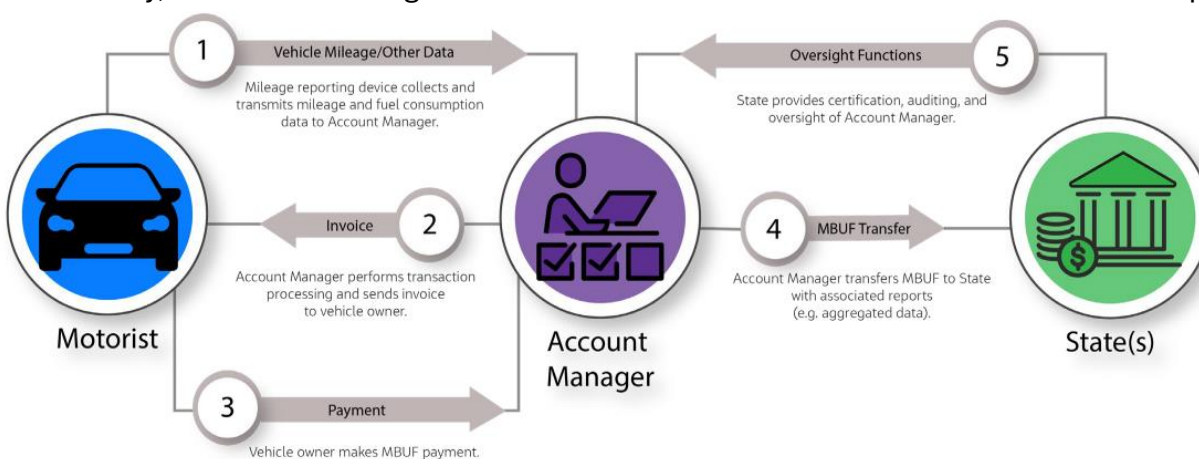 1
Vehicle Mileage/Other Data
Mileage reporting device collects and
transmits mileage and fuel consumption
data to Account Manager.
Oversight Functions
5
State provides certification, auditing, and
oversight of Account Manager.
Invoice
2
Account Manager performs transaction
processing and sends invoice
to vehicle owner.
4
MBUF Transfer
Account Manager transfers MBUF to State
with associated reports
(e.g. aggregated data).
$
Motorist
Account
Manager
State(s)
3
Payment
Vehicle owner makes MBUF payment.